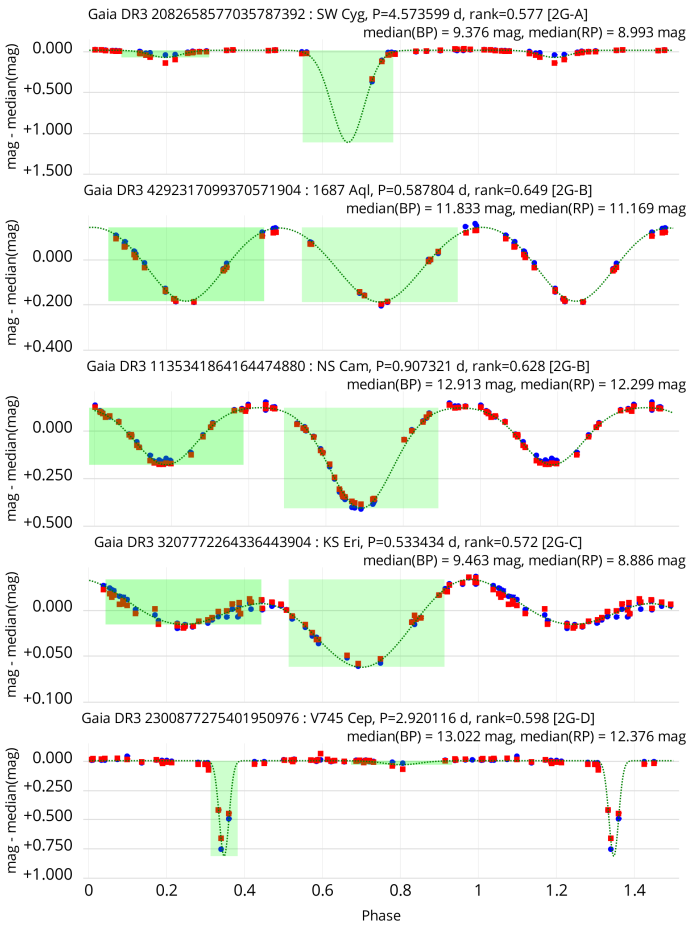 Gaia DR3 2082658577035787392 : SW Cyg, P=4.573599 d, rank=0.577 [2G-A]
median(BP) = 9.376 mag, median(RP) = 8.993 mag
mag - median(mag)
0.000
+0.500
+1.000
+1.500
Gaia DR3 4292317099370571904 : 1687 Aql, P=0.587804 d, rank=0.649 [2G-B]
median(BP) = 11.833 mag, median(RP) = 11.169 mag
mag - median(mag)
0.000
+0.200
+0.400
Gaia DR3 1135341864164474880 : NS Cam, P=0.907321 d, rank=0.628 [2G-B]
median(BP) = 12.913 mag, median(RP) = 12.299 mag
mag - median(mag)
0.000
+0.250
+0.500
Gaia DR3 3207772264336443904 : KS Eri, P=0.533434 d, rank=0.572 [2G-C]
median(BP) = 9.463 mag, median(RP) = 8.886 mag
mag - median(mag)
0.000
+0.050
+0.100
Gaia DR3 2300877275401950976 : V745 Cep, P=2.920116 d, rank=0.598 [2G-D]
median(BP) = 13.022 mag, median(RP) = 12.376 mag
mag - median(mag)
0.000
+0.250
+0.500
+0.750
+1.000
0 0.2 0.4 0.6 0.8 1 1.2 1.4
Phase